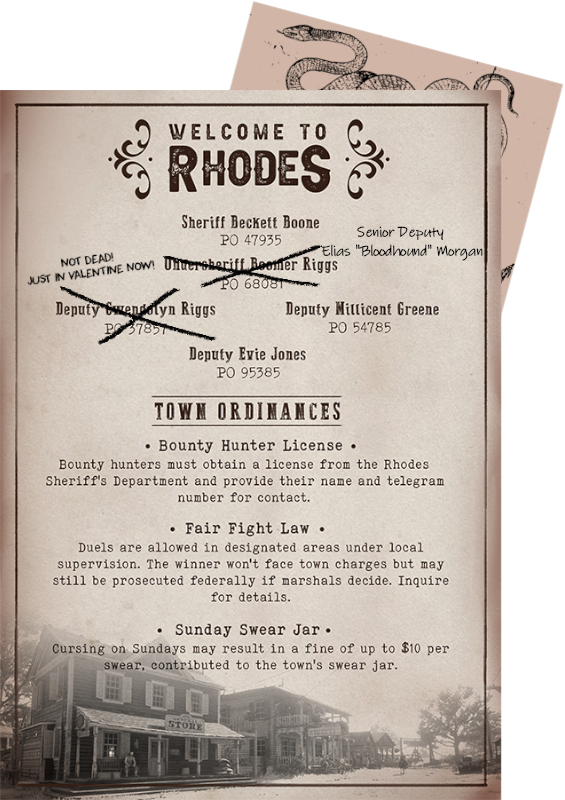 WELCOME TO
RHODES
Sheriff Beckett Boone
PO 47935
Senior Deputy
Elias "Bloodhound" Morgan
NOT DEAD!
JUST IN VALENTINE NOW!
Undersheriff Boomer Riggs
PO 68081
Deputy Gwendolyn Riggs
PO 37857
Deputy Millicent Greene
PO 54785
Deputy Evie Jones
PO 95385
TOWN ORDINANCES
• Bounty Hunter License •
Bounty hunters must obtain a license from the Rhodes
Sheriff's Department and provide their name and telegram
number for contact.
• Fair Fight Law •
Duels are allowed in designated areas under local
supervision. The winner won't face town charges but may
still be prosecuted federally if marshals decide. Inquire
for details.
• Sunday Swear Jar •
Cursing on Sundays may result in a fine of up to $10 per
swear, contributed to the town's swear jar.
STORE